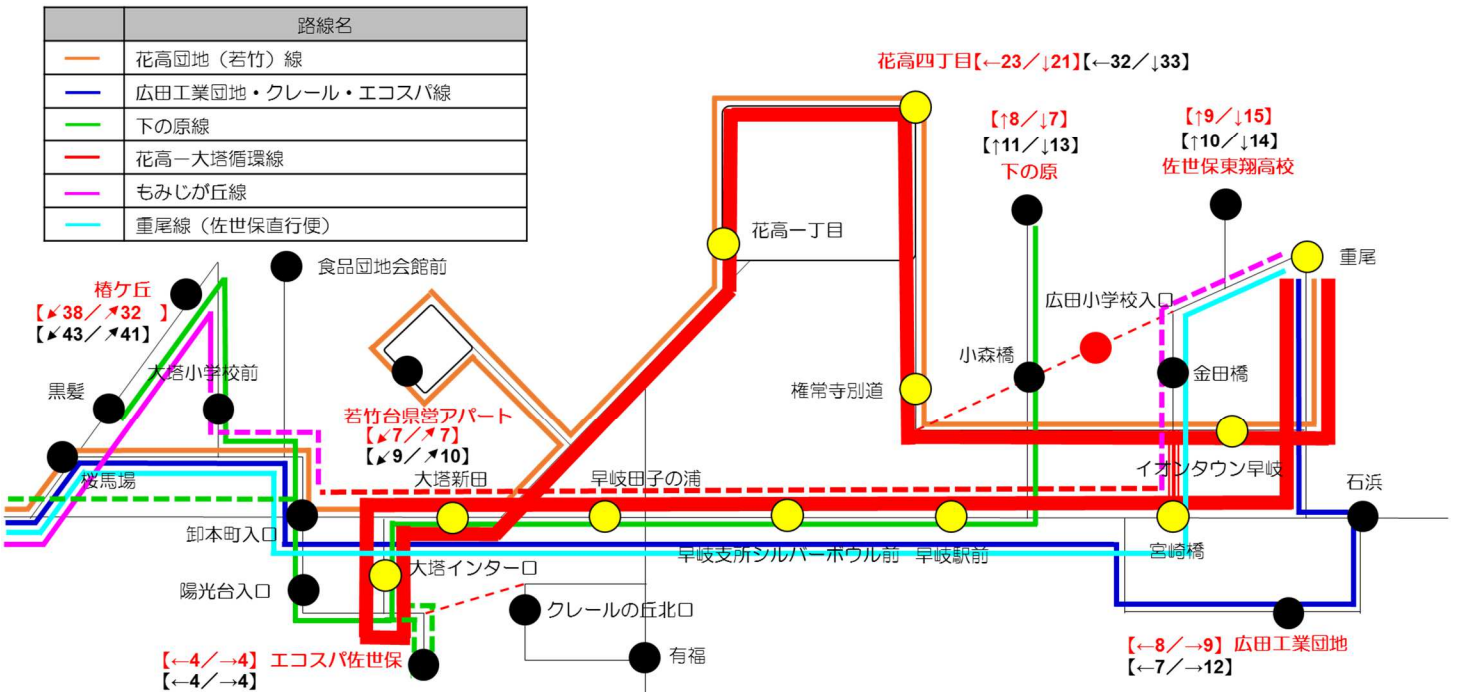 路線名
花高団地（若竹）線
広田工業団地・クレール・エコスパ線
下の原線
花高ー大塔循環線
もみじが丘線
重尾線（佐世保直行便）
花高四丁目【←23／↓21】【←32／↓33】
【↑8／↓7】
【↑11／↓13】
下の原
【↑9／↓15】
【↑10／↓14】
佐世保東翔高校
花高一丁目
重尾
食品団地会館前
椿ケ丘
【↙38／↗32　】
【↙43／↗41】
広田小学校入口
小森橋
権常寺別道
金田橋
黒髪
大塔小学校前
若竹台県営アパート
【↙7／↗7】
【↙9／↗10】
桜馬場
大塔新田
早岐田子の浦
イオンタウン早岐
石浜
卸本町入口
早岐支所シルバーボウル前
早岐駅前
宮崎橋
大塔インター口
陽光台入口
クレールの丘北口
【←4／→4】エコスパ佐世保
【←4／→4】
有福
【←8／→9】広田工業団地
【←7／→12】